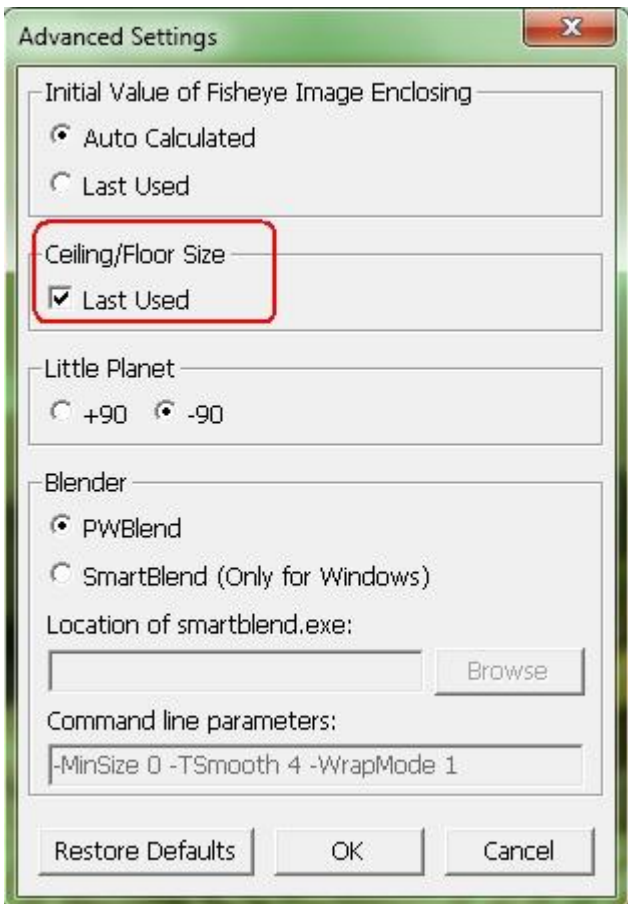 Advanced Settings
Initial Value of Fisheye Image Enclosing
Auto Calculated
Last Used
Ceiling/Floor Size
Last Used
Little Planet
+90 -90
Blender
PWBlend
SmartBlend (Only for Windows)
Location of smartblend.exe:
Browse
Command line parameters:
-MinSize 0 -TSmooth 4 -WrapMode 1
Restore Defaults OK Cancel